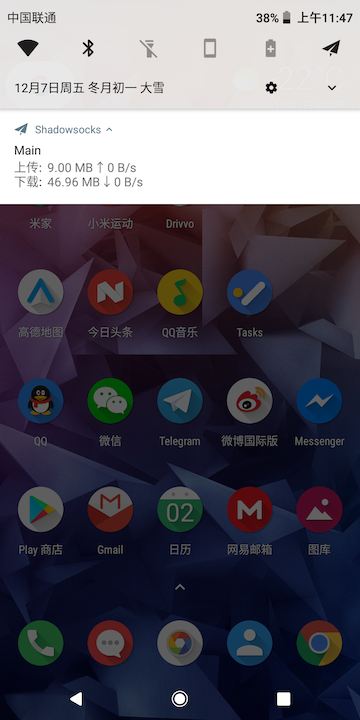 中国联通 38% 上午11:47
12月7日周五 冬月初一 大雪
Shadowsocks
Main
上传: 9.00 MB↑0 B/s
下载: 46.96 MB↓0 B/s
米家 小米运动 Drivvo
高德地图 今日头条 QQ音乐 Tasks
QQ 微信 Telegram 微博国际版 Messenger
02
Play 商店 Gmail 日历 网易邮箱 图库